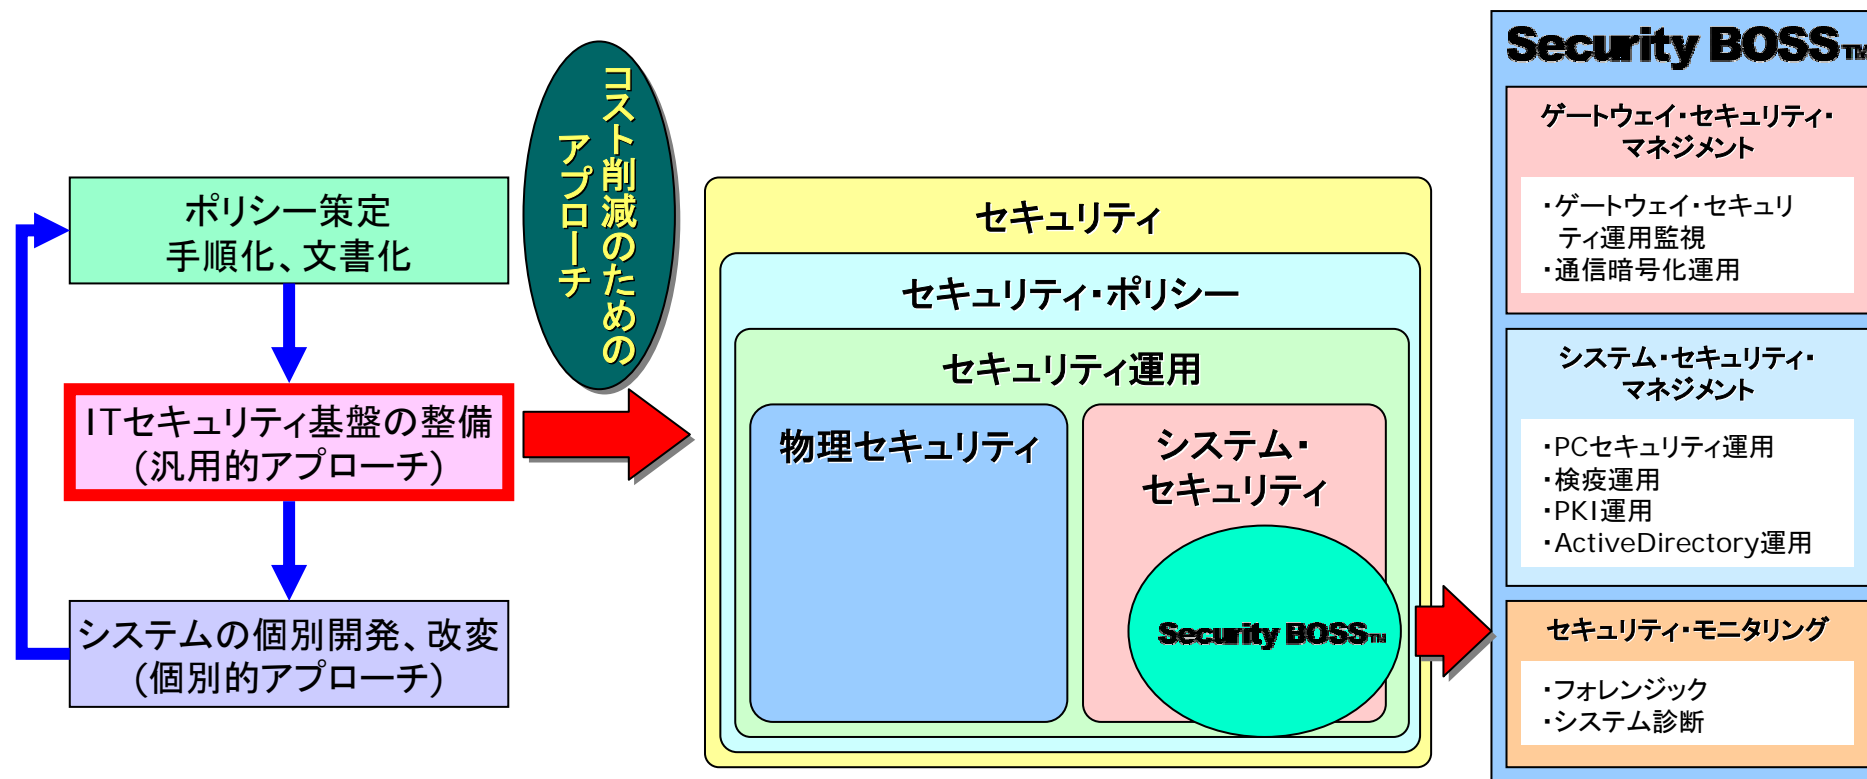 ポリシー策定
手順化、文書化
ITセキュリティ基盤の整備
(汎用的アプローチ)
システムの個別開発、改変
(個別的アプローチ)
コスト削減のための
アプローチ
セキュリティ
セキュリティ・ポリシー
セキュリティ運用
物理セキュリティ
システム・
セキュリティ
Security BOSS™
Security BOSS™
ゲートウェイ・セキュリティ・
マネジメント
・ゲートウェイ・セキュリ
ティ運用監視
・通信暗号化運用
システム・セキュリティ・
マネジメント
・PCセキュリティ運用
・検疫運用
・PKI運用
・ActiveDirectory運用
セキュリティ・モニタリング
・フォレンジック
・システム診断